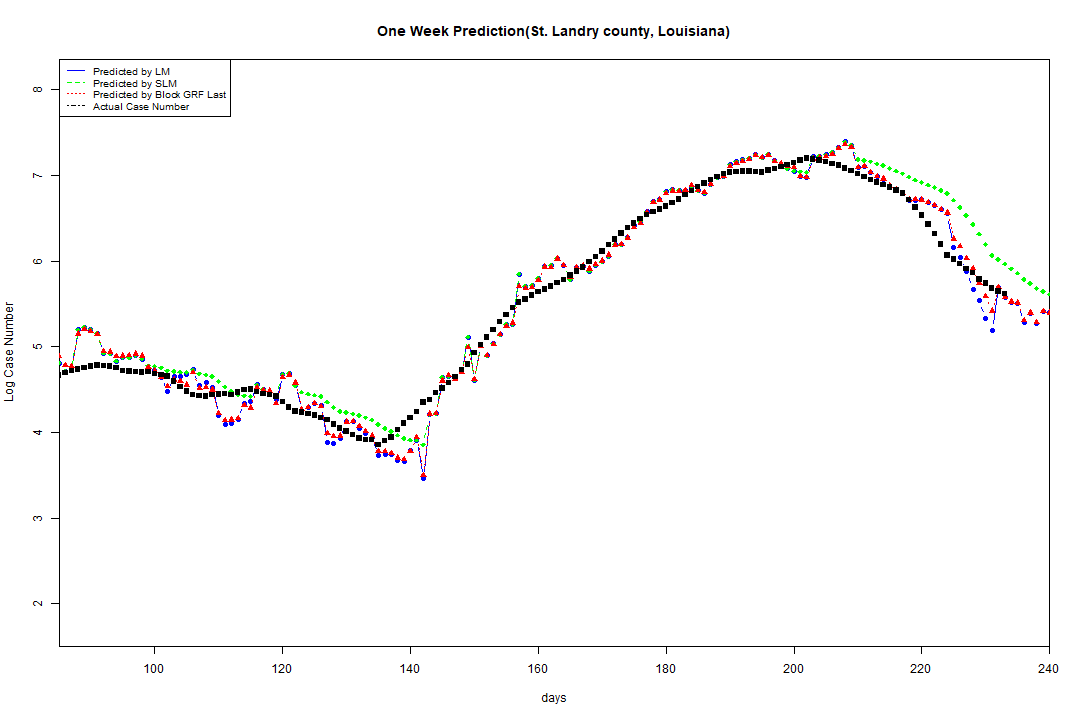 One Week Prediction(St. Landry county, Louisiana)
Predicted by LM
Predicted by SLM
Predicted by Block GRF Last
Actual Case Number
Log Case Number
8
7
6
5
4
3
2
100 120 140 160 180 200 220 240
days